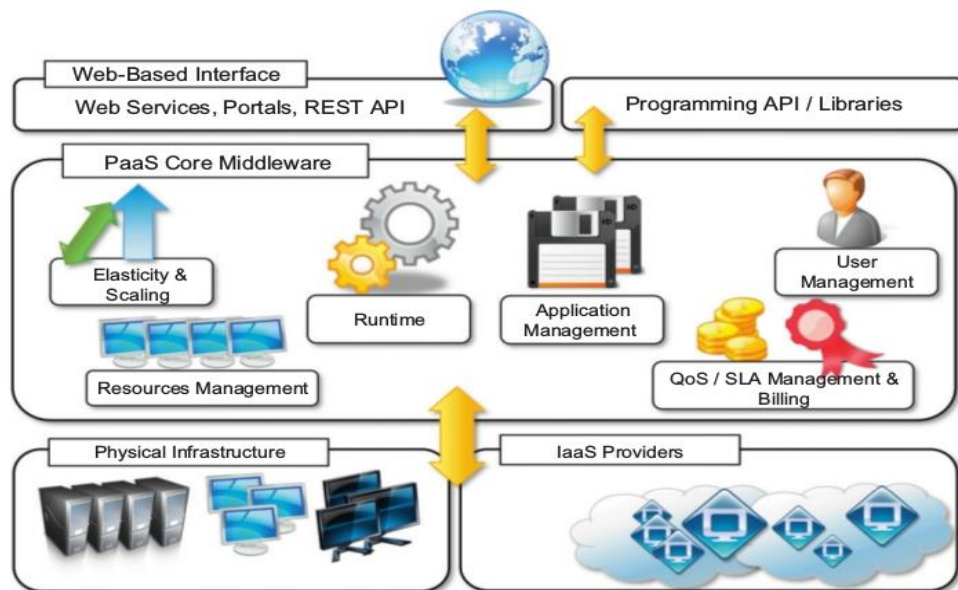 Web-Based Interface
Web Services, Portals, REST API
Programming API / Libraries
PaaS Core Middleware
Elasticity &
Scaling
Runtime
Application
Management
User
Management
Resources Management
QoS / SLA Management &
Billing
Physical Infrastructure
IaaS Providers